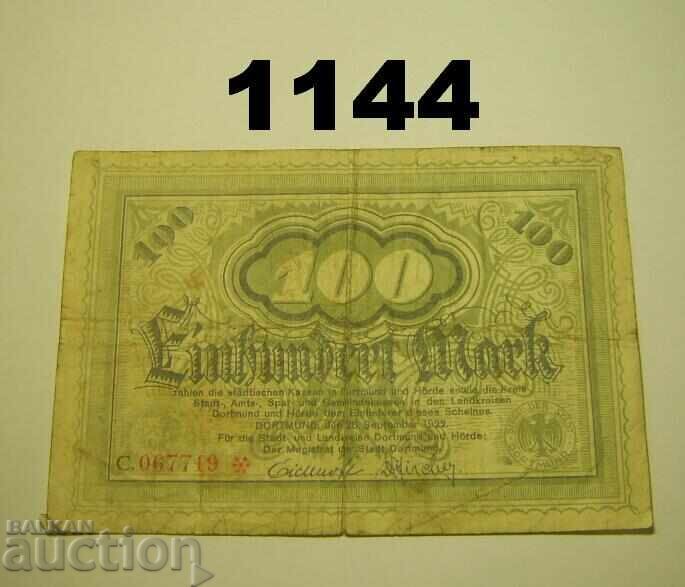 1144
100 100
100
Einhundert Mark
zahlen die städtischen Kassen in Dortmund und Hörde sowie die Kreis-
Stadt-, Amts-, Spar- und Gemeindekassen in den Landkreisen
Dortmund und Hörde dem Einlieferer dieses Scheines.
DORTMUND, den 26. September 1922.
Für die Stadt- und Landkreise Dortmund und Hörde:
Der Magistrat der Stadt Dortmund
C. 067719 *
BALKAN
auction